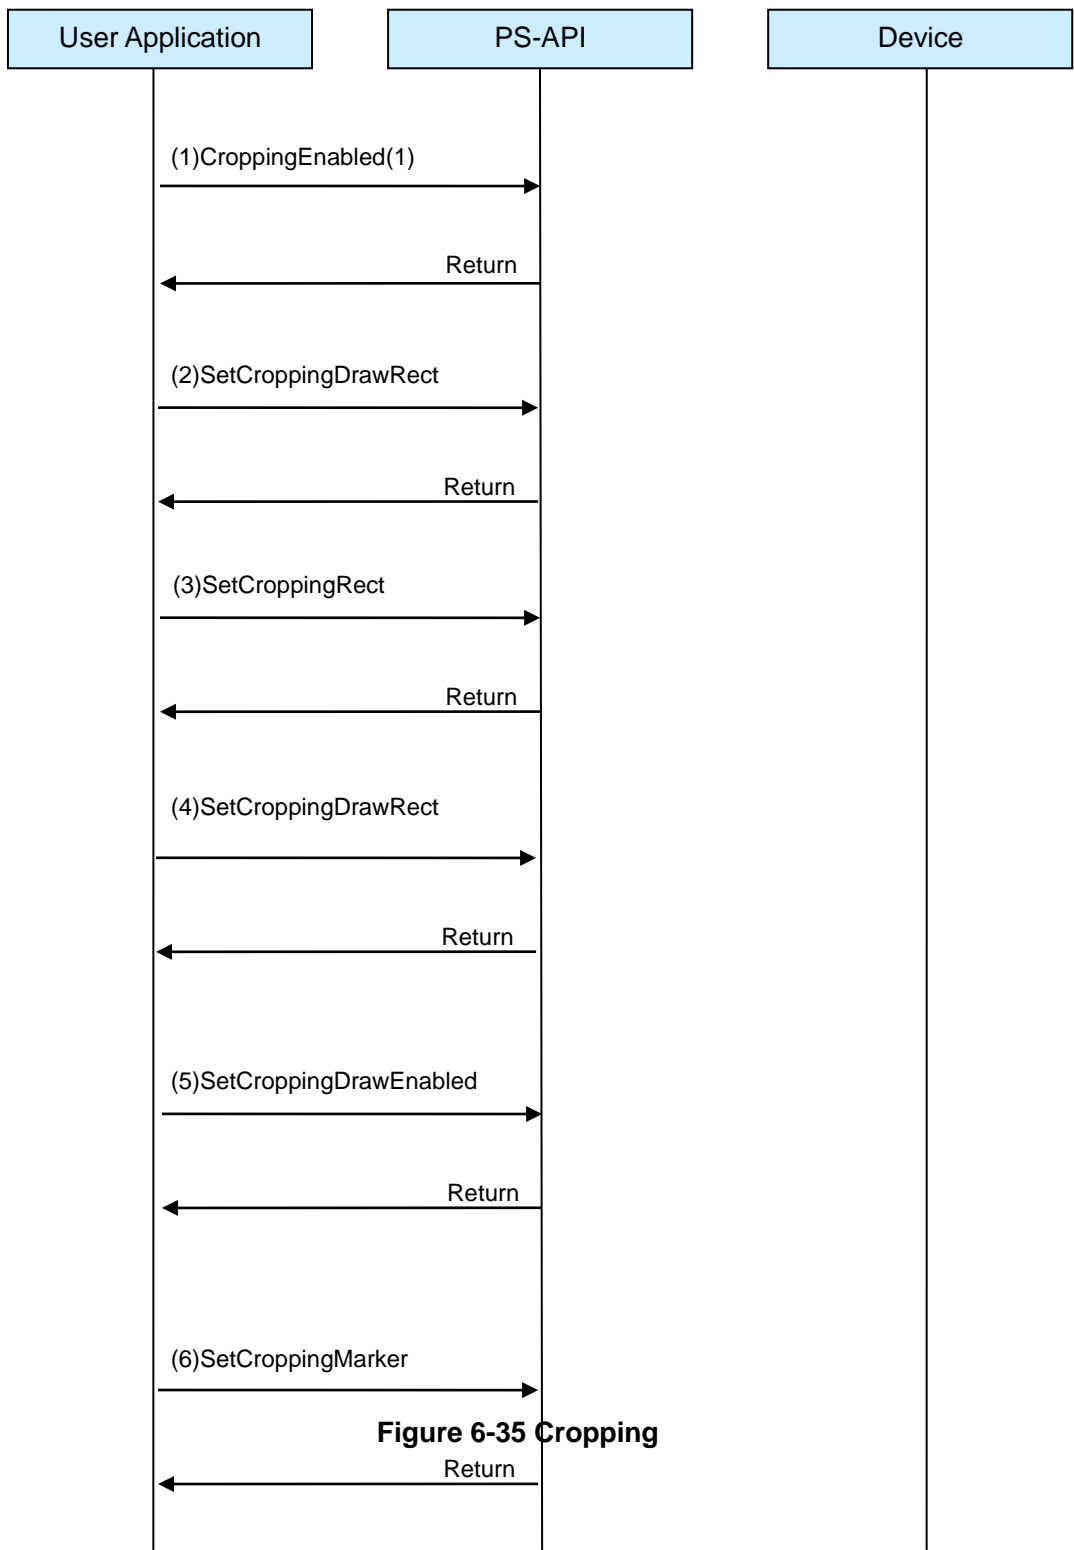 User Application
PS-API
Device
(1)CroppingEnabled(1)
Return
(2)SetCroppingDrawRect
Return
(3)SetCroppingRect
Return
(4)SetCroppingDrawRect
Return
(5)SetCroppingDrawEnabled
Return
(6)SetCroppingMarker
Figure 6-35 Cropping
Return